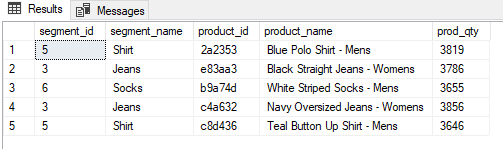 Results Messages
segment_id segment_name product_id product_name prod_qty
1 5 Shirt 2a2353 Blue Polo Shirt - Mens 3819
2 3 Jeans e83aa3 Black Straight Jeans - Womens 3786
3 6 Socks b9a74d White Striped Socks - Mens 3655
4 3 Jeans c4a632 Navy Oversized Jeans - Womens 3856
5 5 Shirt c8d436 Teal Button Up Shirt - Mens 3646